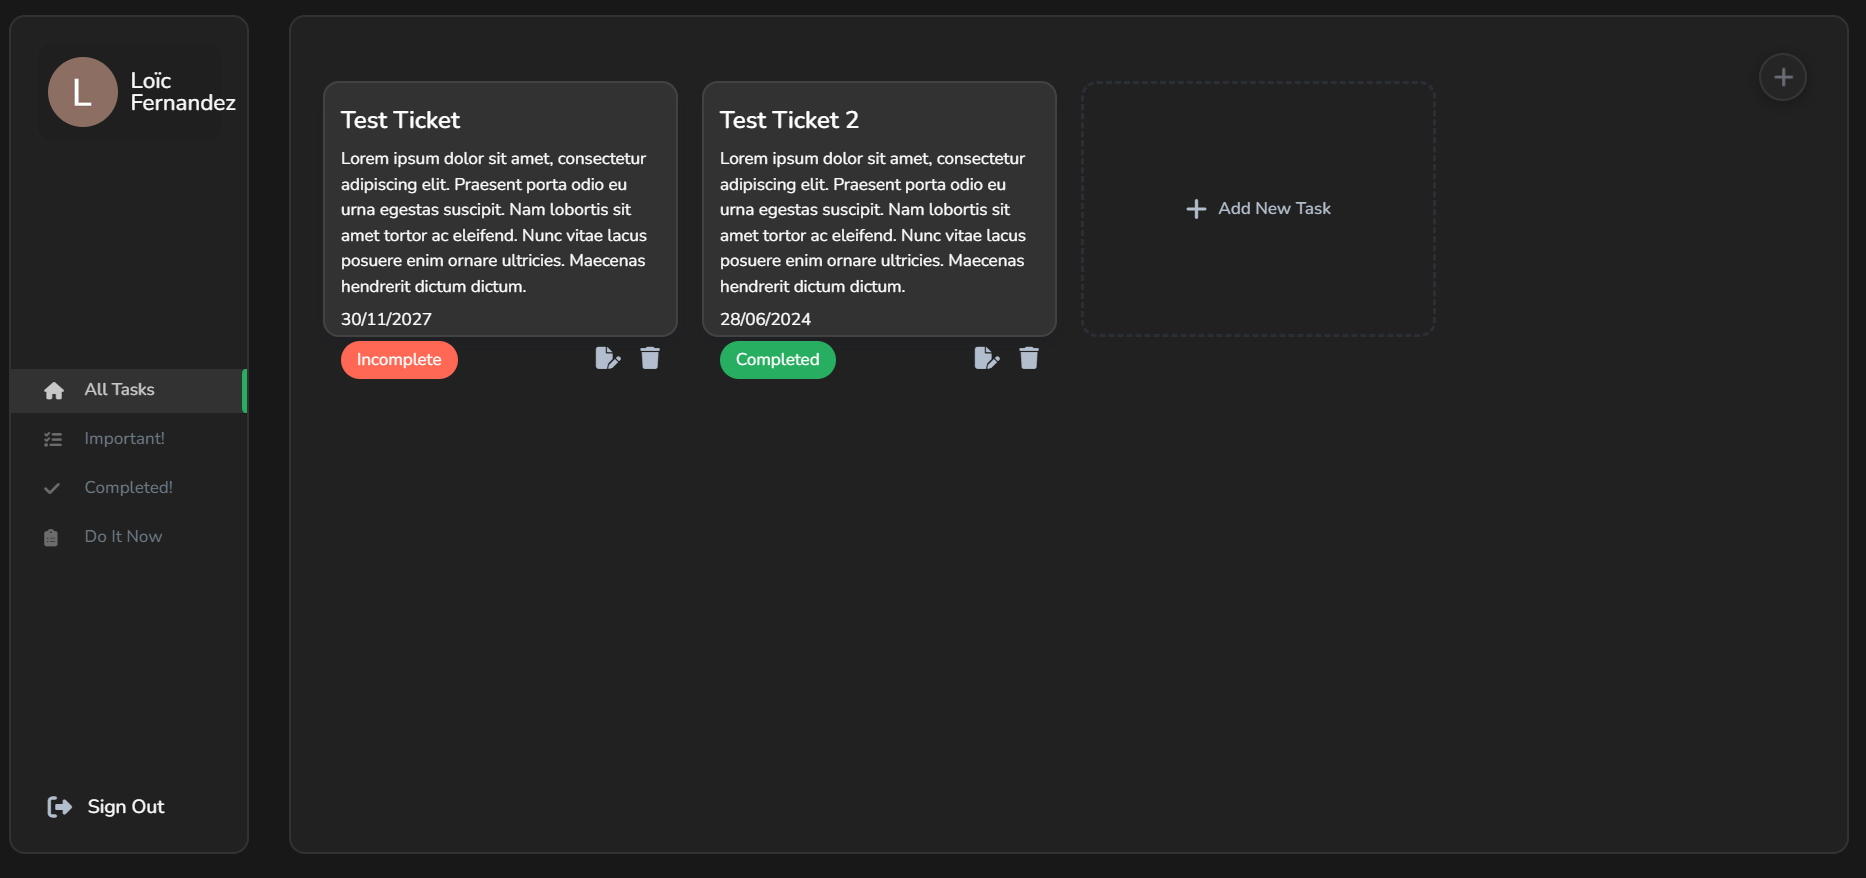 L
Loïc
Fernandez
All Tasks
Important!
Completed!
Do It Now
Sign Out
Test Ticket
Lorem ipsum dolor sit amet, consectetur
adipiscing elit. Praesent porta odio eu
urna egestas suscipit. Nam lobortis sit
amet tortor ac eleifend. Nunc vitae lacus
posuere enim ornare ultricies. Maecenas
hendrerit dictum dictum.
30/11/2027
Incomplete
Test Ticket 2
Lorem ipsum dolor sit amet, consectetur
adipiscing elit. Praesent porta odio eu
urna egestas suscipit. Nam lobortis sit
amet tortor ac eleifend. Nunc vitae lacus
posuere enim ornare ultricies. Maecenas
hendrerit dictum dictum.
28/06/2024
Completed
Add New Task